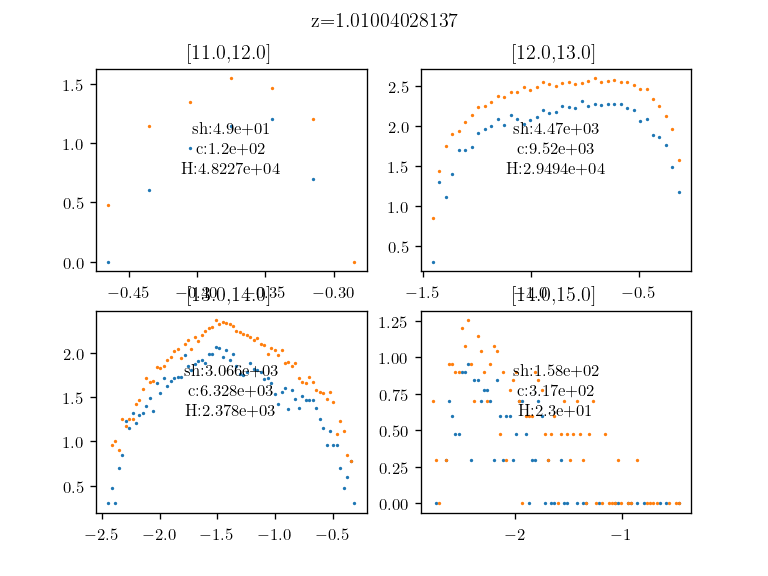 z=1.01004028137
[11.0,12.0]
[12.0,13.0]
1.5
1.0
0.5
0.0
sh:4.9e+01
c:1.2e+02
H:4.8227e+04
−0.45
−0.40
−0.35
−0.30
2.5
2.0
1.5
1.0
0.5
sh:4.47e+03
c:9.52e+03
H:2.9494e+04
−1.5
−1.0
−0.5
[13.0,14.0]
[14.0,15.0]
2.0
1.5
1.0
0.5
sh:3.066e+03
c:6.328e+03
H:2.378e+03
−2.5
−2.0
−1.5
−1.0
−0.5
1.25
1.00
0.75
0.50
0.25
0.00
sh:1.58e+02
c:3.17e+02
H:2.3e+01
−2
−1